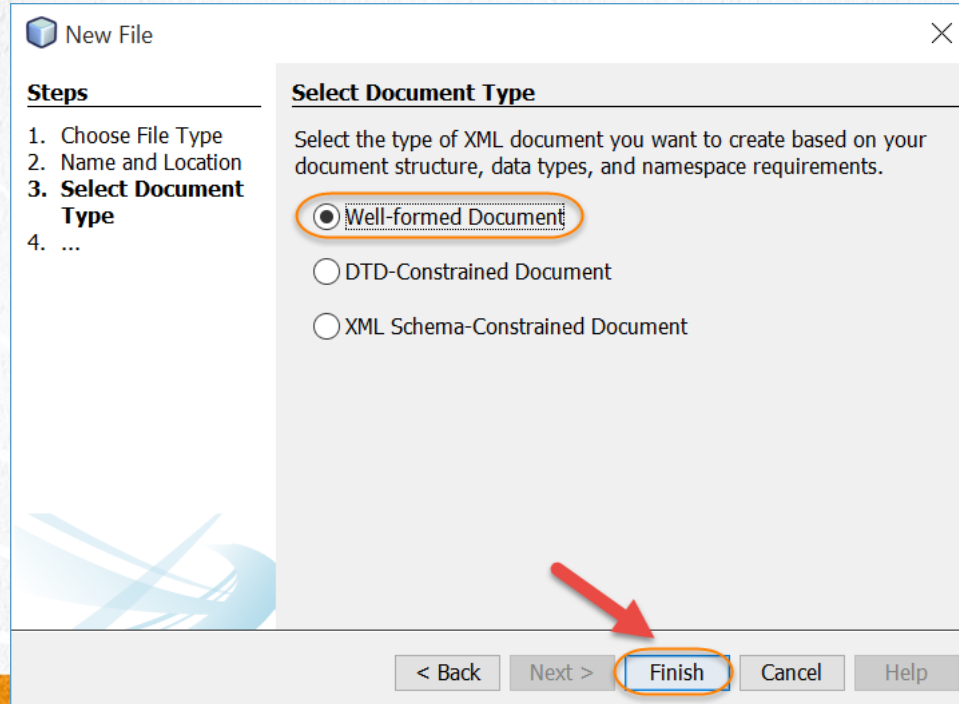 New File
Steps
1. Choose File Type
2. Name and Location
3. Select Document
Type
4. ...
Select Document Type
Select the type of XML document you want to create based on your
document structure, data types, and namespace requirements.
Well-formed Document
DTD-Constrained Document
XML Schema-Constrained Document
< Back Next > Finish Cancel Help